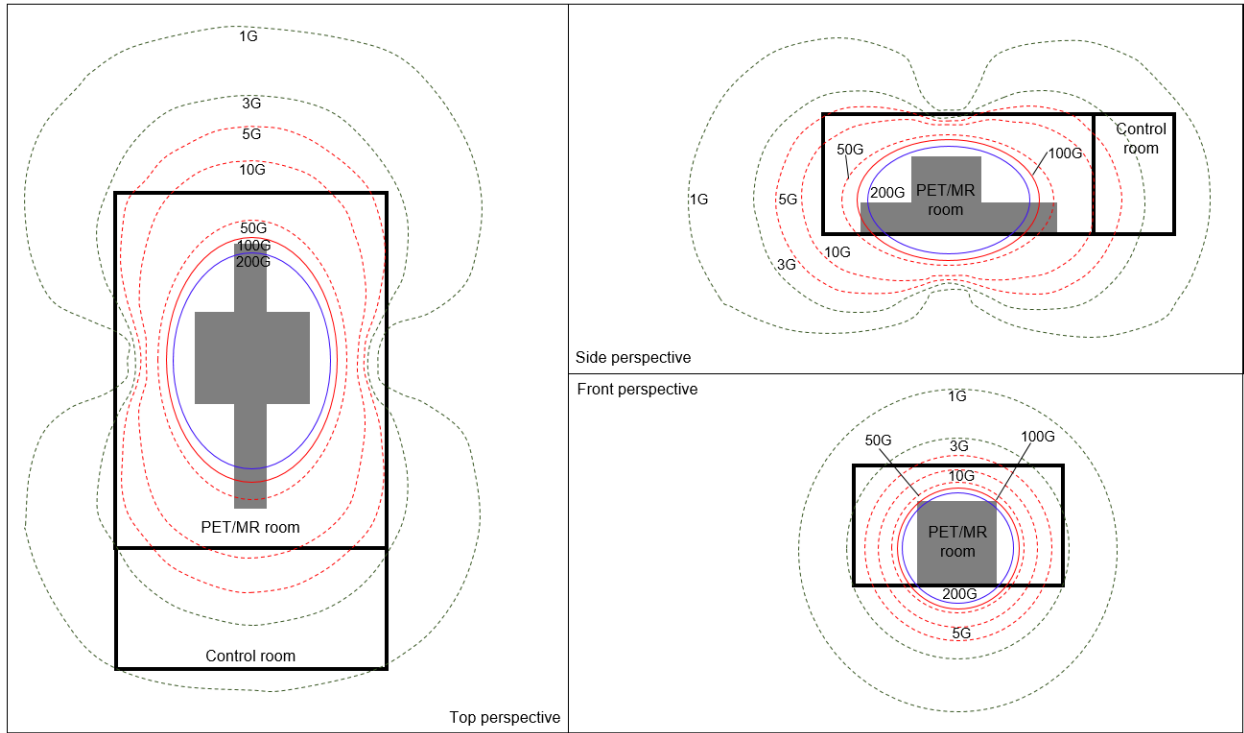 1G
3G
5G
10G
50G
100G
200G
PET/MR room
Control room
Top perspective
Control
room
50G
100G
200G
PET/MR
room
1G
5G
10G
3G
Side perspective
Front perspective
1G
50G
3G
100G
10G
PET/MR
room
200G
5G